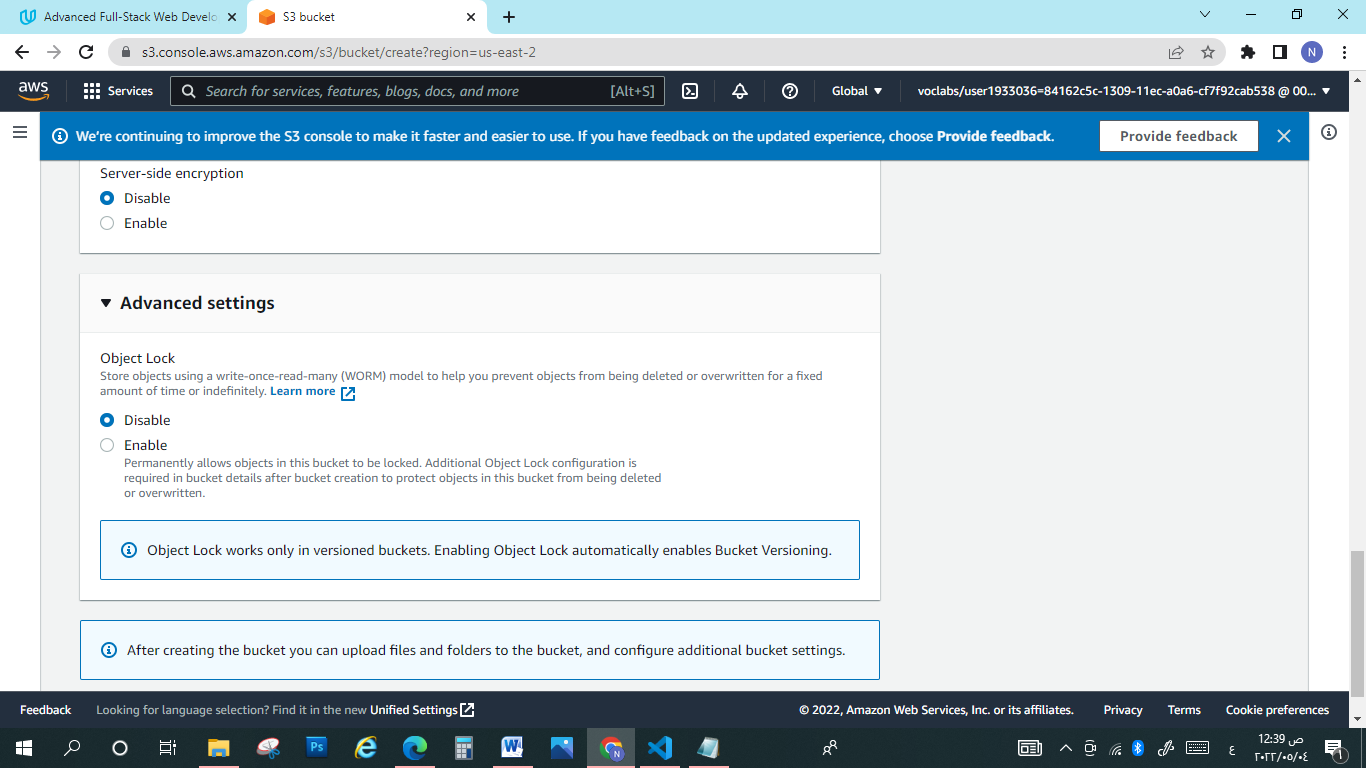 Advanced Full-Stack Web Develo
S3 bucket
s3.console.aws.amazon.com/s3/bucket/create?region=us-east-2
N
aws
Services
Search for services, features, blogs, docs, and more
[Alt+S]
Global
voclabs/user1933036=84162c5c-1309-11ec-a0a6-cf7f92cab538 @ 00...
We're continuing to improve the S3 console to make it faster and easier to use. If you have feedback on the updated experience, choose Provide feedback.
Provide feedback
Server-side encryption
Disable
Enable
Advanced settings
Object Lock
Store objects using a write-once-read-many (WORM) model to help you prevent objects from being deleted or overwritten for a fixed
amount of time or indefinitely. Learn more
Disable
Enable
Permanently allows objects in this bucket to be locked. Additional Object Lock configuration is
required in bucket details after bucket creation to protect objects in this bucket from being deleted
or overwritten.
Object Lock works only in versioned buckets. Enabling Object Lock automatically enables Bucket Versioning.
After creating the bucket you can upload files and folders to the bucket, and configure additional bucket settings.
Feedback
Looking for language selection? Find it in the new Unified Settings
© 2022, Amazon Web Services, Inc. or its affiliates.
Privacy
Terms
Cookie preferences
Ps
W
N
ع
12:39 ص
٢٠٢٢/٠٥/٠٤
1